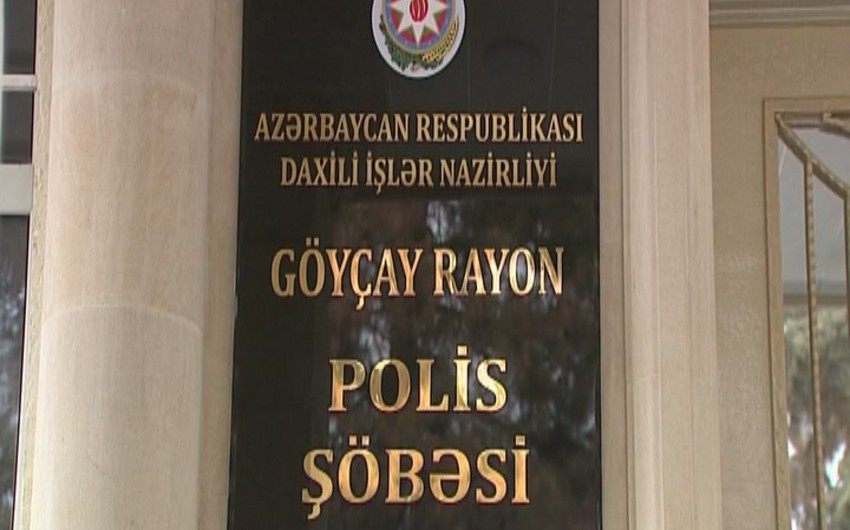 AZƏRBAYCAN RESPUBLİKASI
DAXİLİ İŞLƏR NAZİRLİYİ
GÖYÇAY RAYON
POLİS
ŞÖBƏSİ